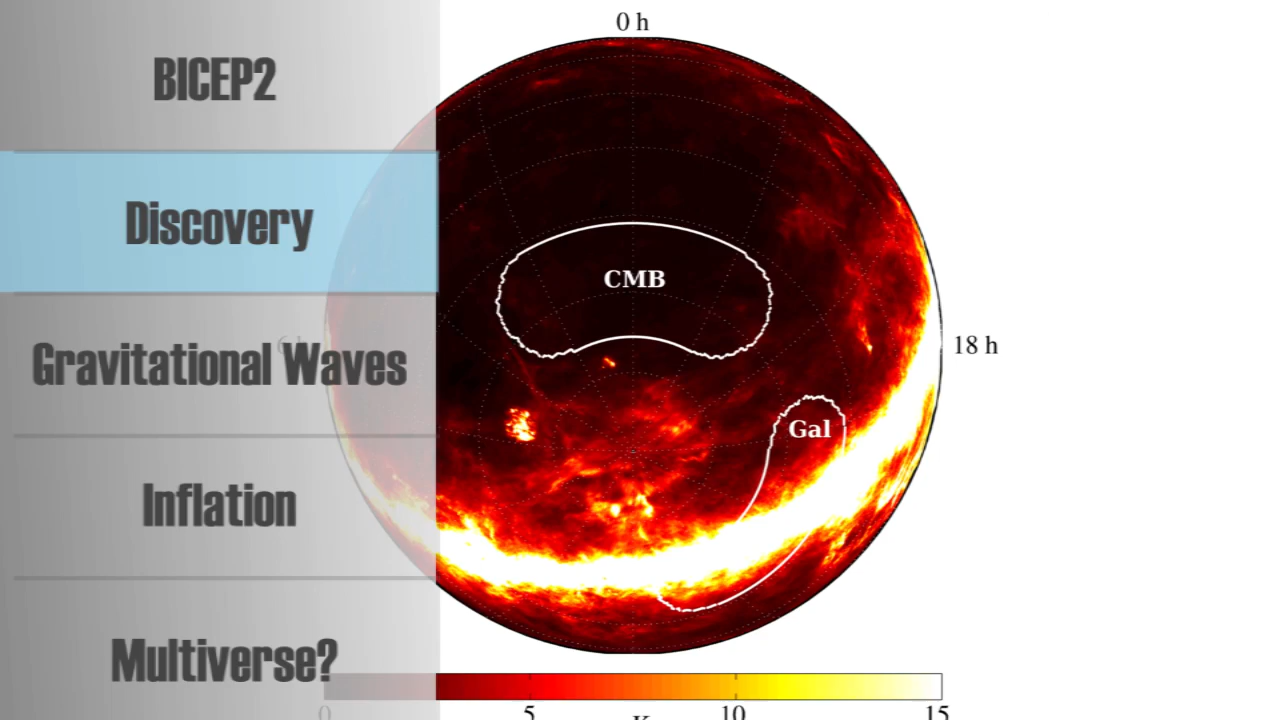 BICEP2
Discovery
Gravitational Waves
Inflation
Multiverse?
0 h
CMB
18 h
Gal
0
5
10
15